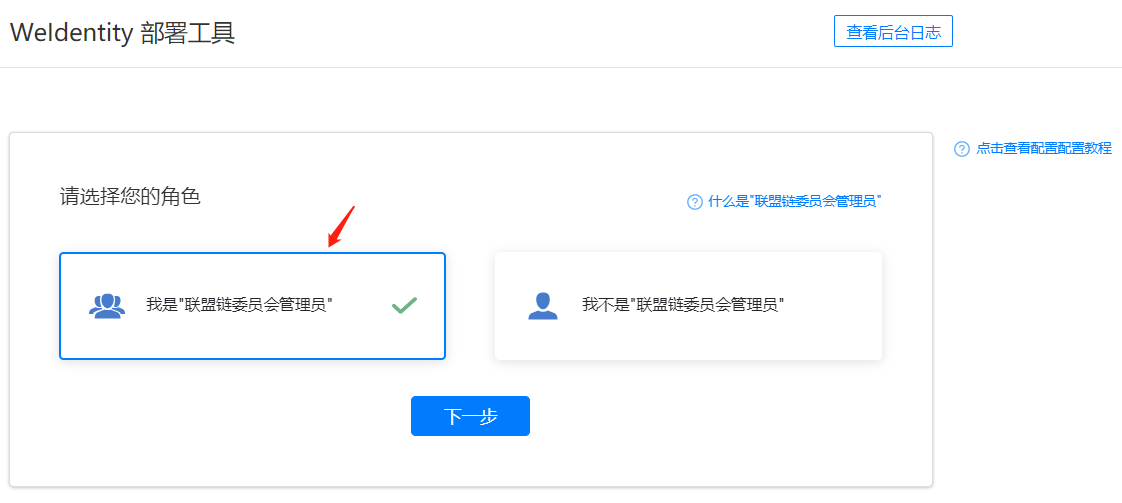 WeIdentity 部署工具
查看后台日志
点击查看配置配置教程
请选择您的角色
什么是"联盟链委员会管理员"
我是"联盟链委员会管理员"
我不是"联盟链委员会管理员"
下一步